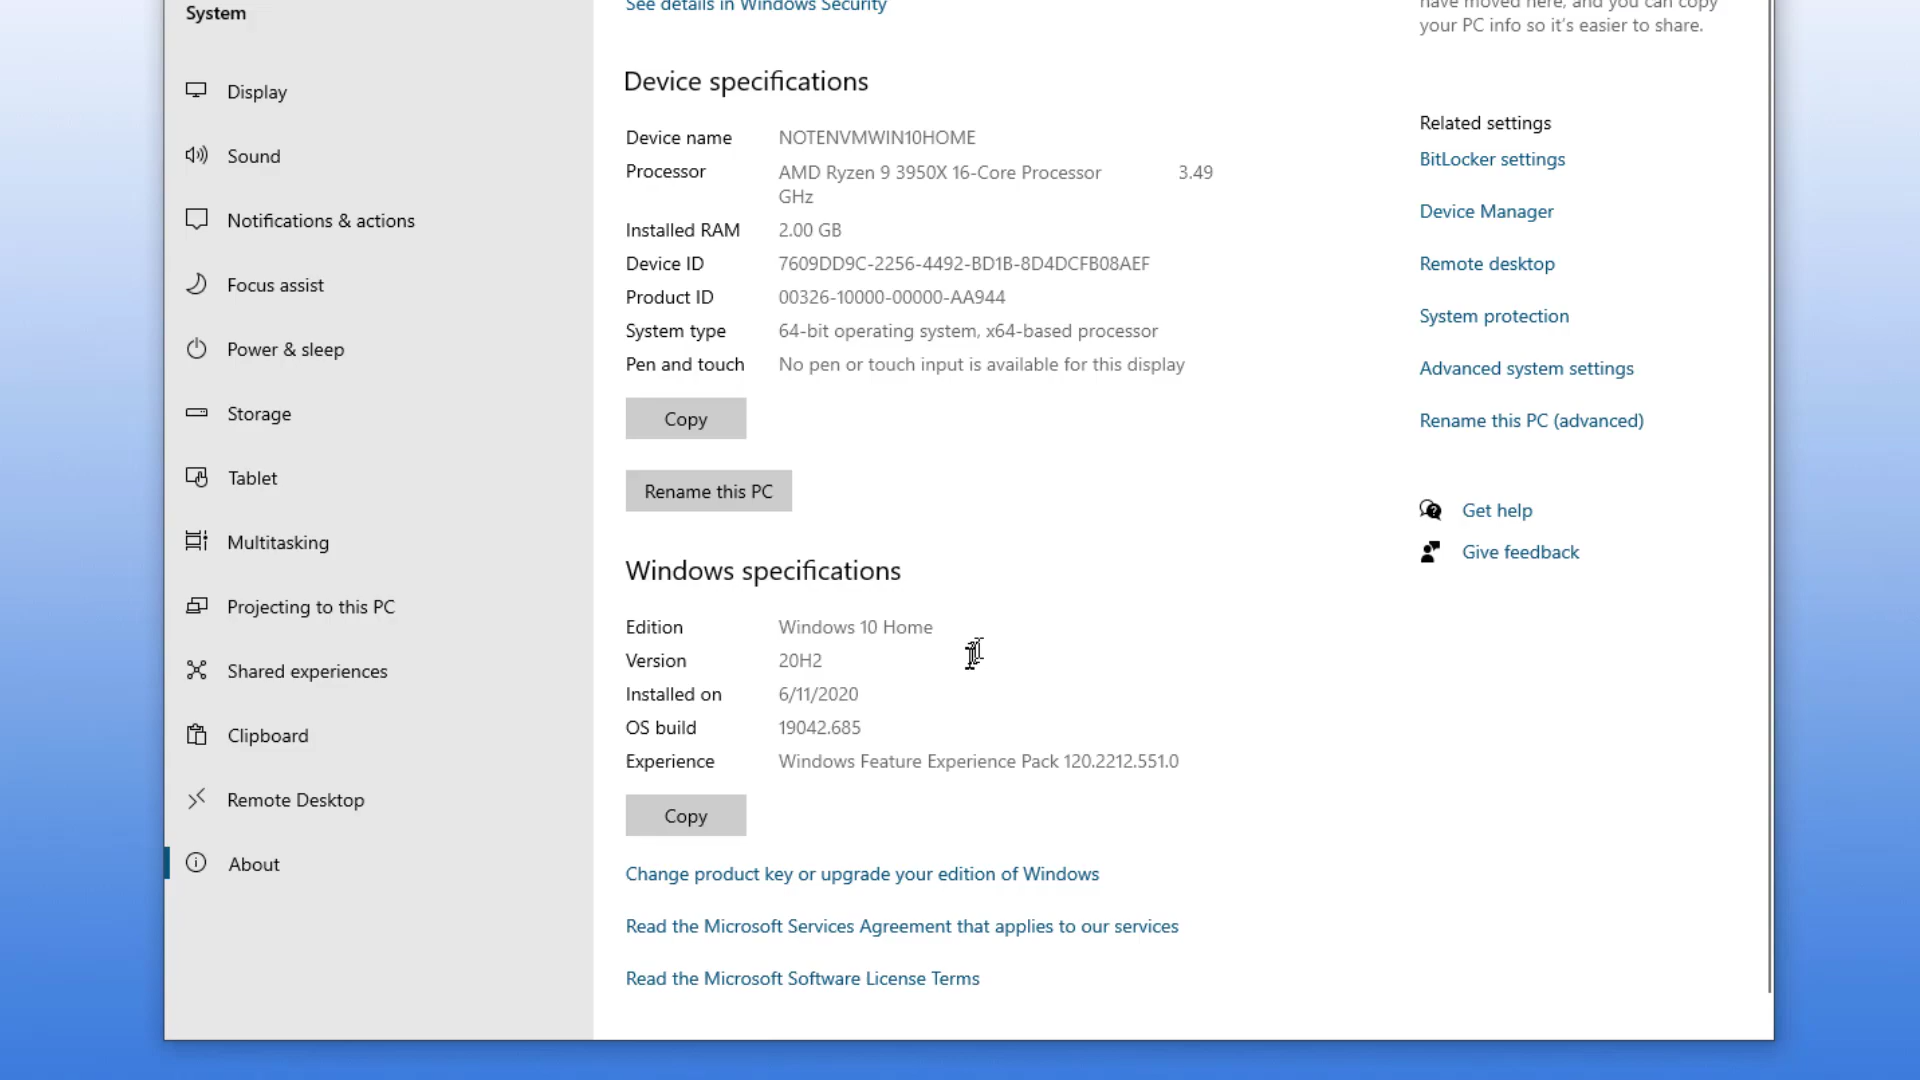 System
Display
Sound
Notifications & actions
Focus assist
Power & sleep
Storage
Tablet
Multitasking
Projecting to this PC
Shared experiences
Clipboard
Remote Desktop
About
See details in Windows Security
Device specifications
Device name NOTENVMWIN10HOME
Processor AMD Ryzen 9 3950X 16-Core Processor 3.49
GHz
Installed RAM 2.00 GB
Device ID 7609DD9C-2256-4492-BD1B-8D4DCFB08AEF
Product ID 00326-10000-00000-AA944
System type 64-bit operating system, x64-based processor
Pen and touch No pen or touch input is available for this display
Copy
Rename this PC
Windows specifications
Edition Windows 10 Home
Version 20H2
Installed on 6/11/2020
OS build 19042.685
Experience Windows Feature Experience Pack 120.2212.551.0
Copy
Change product key or upgrade your edition of Windows
Read the Microsoft Services Agreement that applies to our services
Read the Microsoft Software License Terms
have moved here, and you can copy
your PC info so it's easier to share.
Related settings
BitLocker settings
Device Manager
Remote desktop
System protection
Advanced system settings
Rename this PC (advanced)
Get help
Give feedback